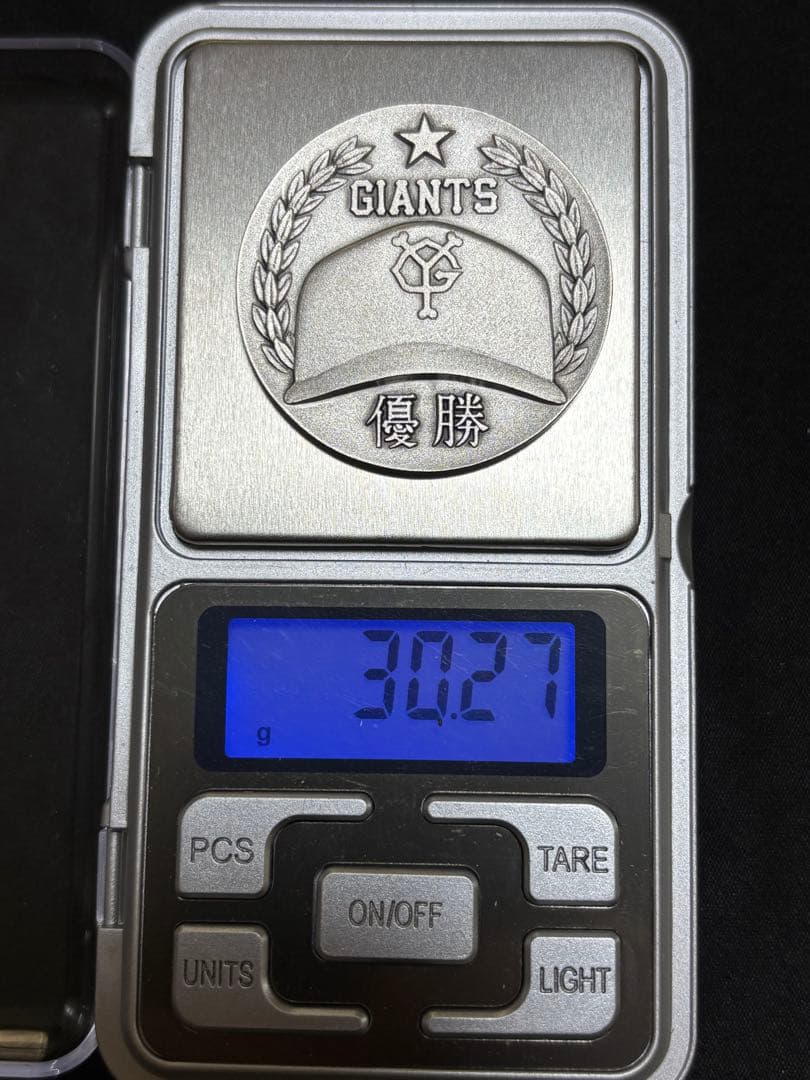 GIANTS
YG
優勝
30.27
g
PCS
TARE
ON/OFF
UNITS
LIGHT